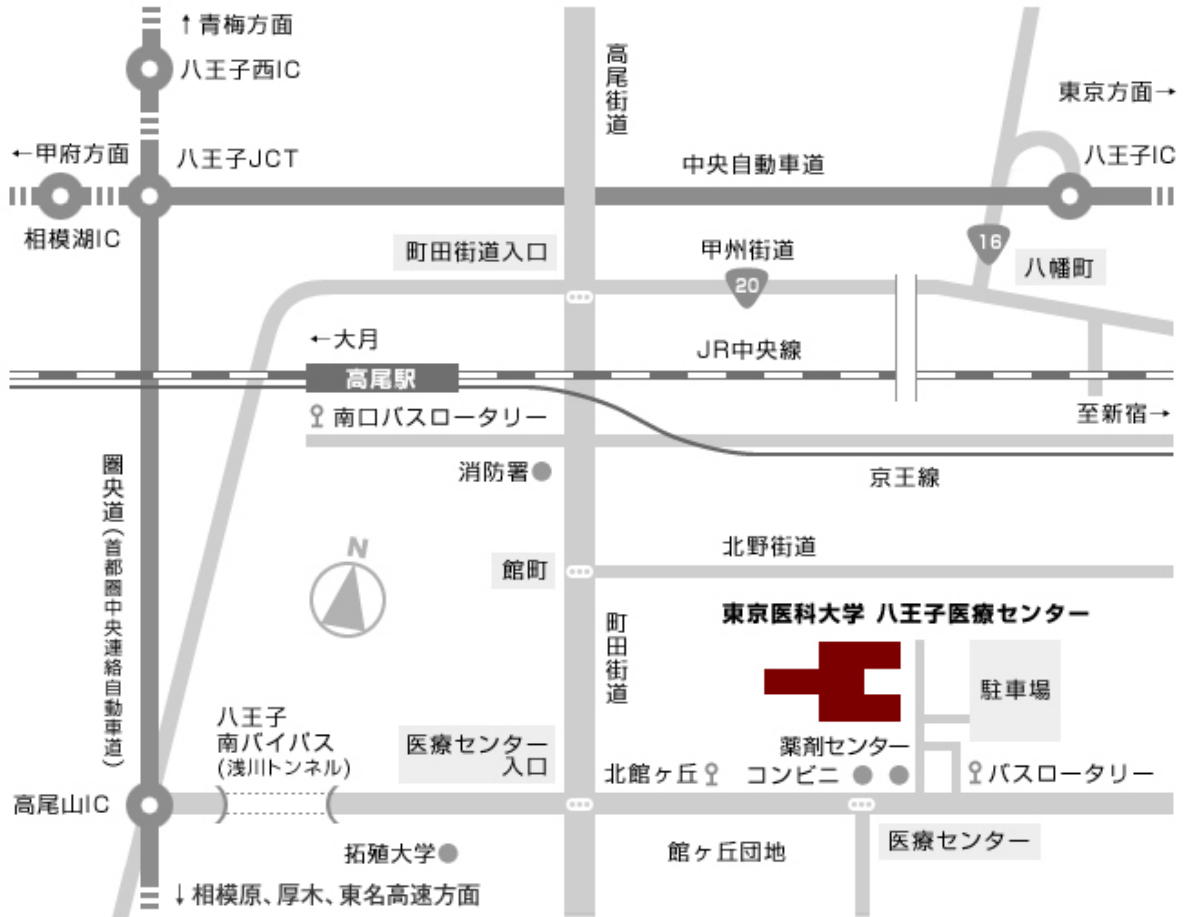 ↑青梅方面
八王子西IC
高尾街道
東京方面→
←甲府方面
八王子JCT
中央自動車道
八王子IC
相模湖IC
町田街道入口
甲州街道
16
八幡町
20
←大月
JR中央線
高尾駅
南口バスロータリー
至新宿→
消防署
京王線
圏央道(首都圏中央連絡自動車道)
N
館町
北野街道
町田街道
東京医科大学 八王子医療センター
駐車場
八王子
南バイパス
(浅川トンネル)
医療センター
入口
薬剤センター
北館ヶ丘
コンビニ
バスロータリー
高尾山IC
拓殖大学
館ヶ丘団地
医療センター
↓相模原、厚木、東名高速方面